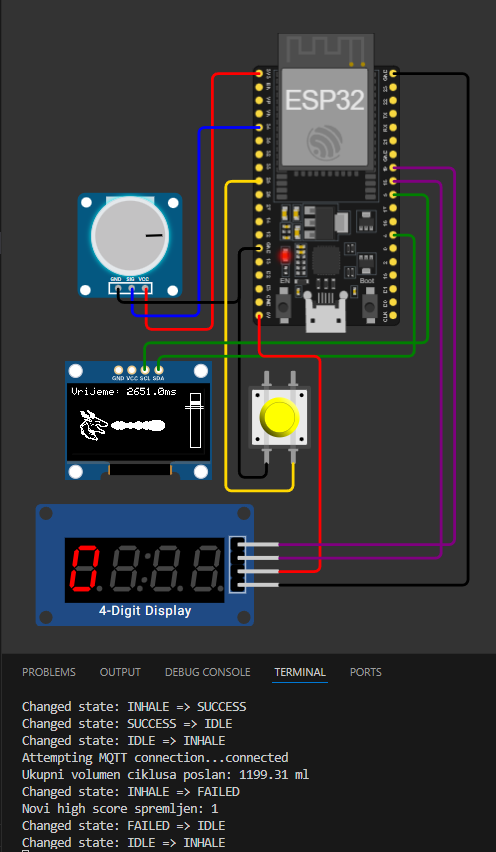 ESP32
EN
Boot
GND SIG VCC
GND VCC SCL SDA
Vrijeme: 2651.0ms
0
4-Digit Display
PROBLEMS OUTPUT DEBUG CONSOLE TERMINAL PORTS
Changed state: INHALE => SUCCESS
Changed state: SUCCESS => IDLE
Changed state: IDLE => INHALE
Attempting MQTT connection...connected
Ukupni volumen ciklusa poslan: 1199.31 ml
Changed state: INHALE => FAILED
Novi high score spremljen: 1
Changed state: FAILED => IDLE
Changed state: IDLE => INHALE